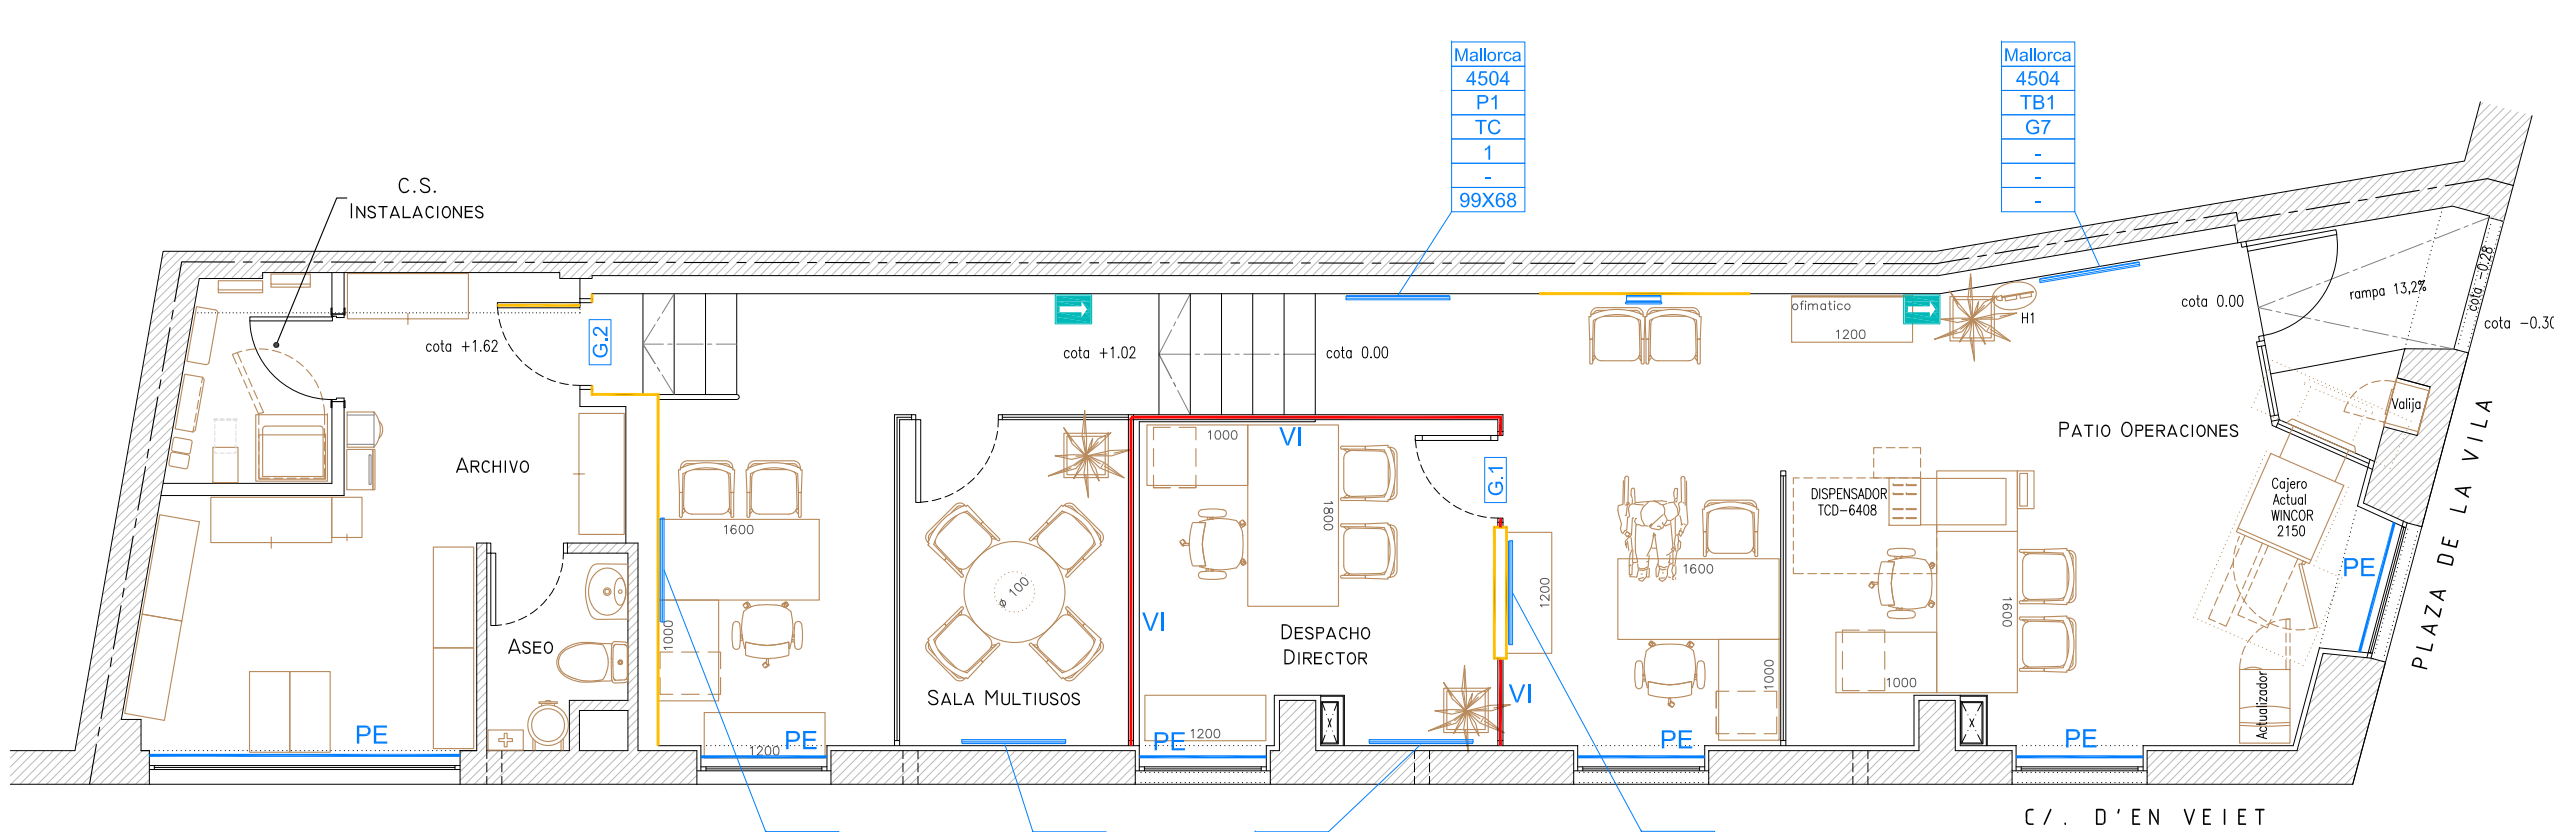 Mallorca
4504
P1
TC
1
-
99X68
Mallorca
4504
TB1
G7
-
-
-
C.S.
INSTALACIONES
cota +1.62
G.2
cota +1.02
cota 0.00
ofimatico
1200
H1
cota 0.00
rampa 13,2%
cota -0.28
cota -0.30
ARCHIVO
ASEO
PE
1600
1000
1200
PE
ø 100
SALA MULTIUSOS
1000
VI
1800
VI
G.1
DESPACHO
DIRECTOR
1200
PE
VI
1200
1600
1000
PE
DISPENSADOR
TCD-6408
1600
1000
PE
PATIO OPERACIONES
Valija
Cajero
Actual
WINCOR
2150
PE
Actualizador
PLAZA DE LA VILA
C/. D'EN VEIET